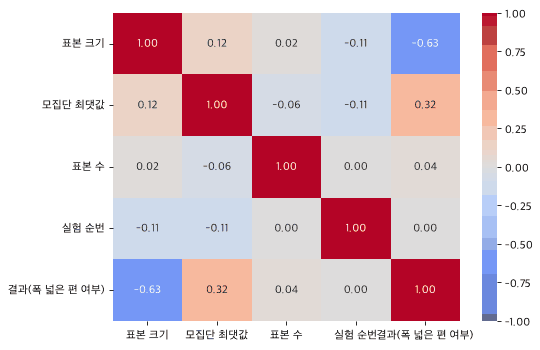 표본 크기 1.00 0.12 0.02 -0.11 -0.63
모집단 최댓값 0.12 1.00 -0.06 -0.11 0.32
표본 수 0.02 -0.06 1.00 0.00 0.04
실험 순번 -0.11 -0.11 0.00 1.00 0.00
결과(폭 넓은 편 여부) -0.63 0.32 0.04 0.00 1.00
표본 크기 모집단 최댓값 표본 수 실험 순번 결과(폭 넓은 편 여부)
1.00
0.75
0.50
0.25
0.00
-0.25
-0.50
-0.75
-1.00